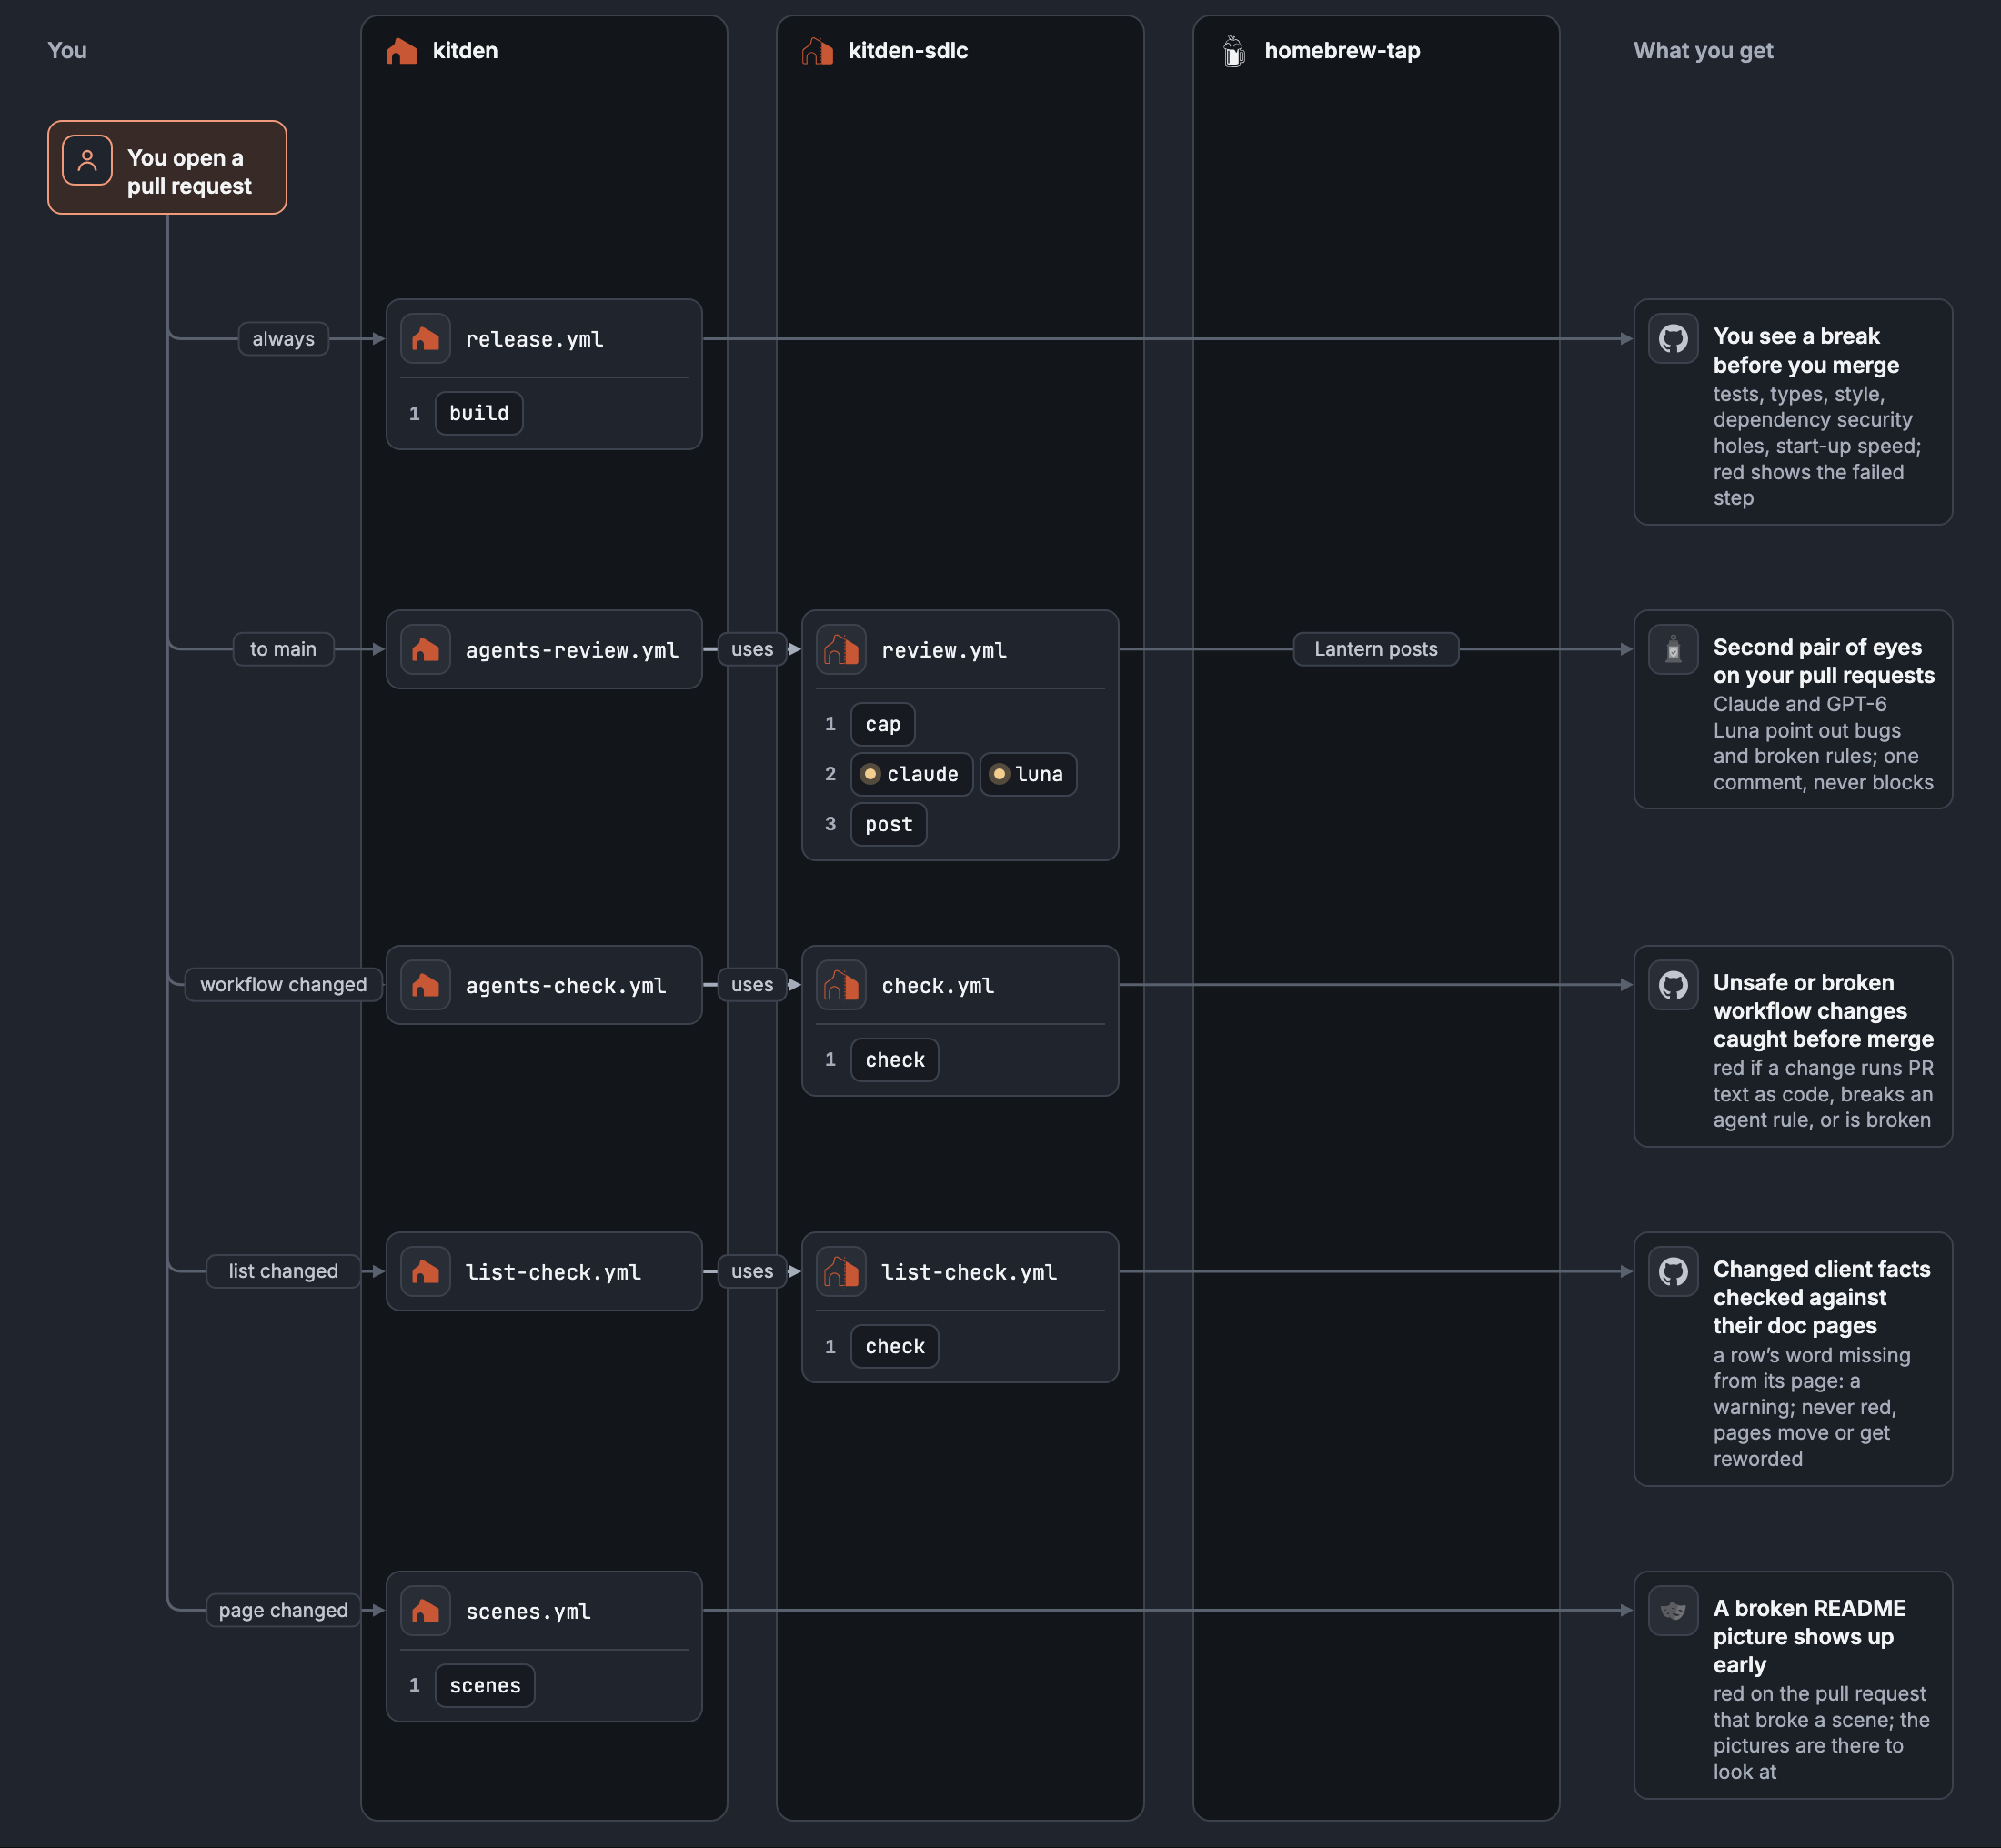 You
kitden
kitden-sdlc
homebrew-tap
What you get
You open a
pull request
always
release.yml
1 build
You see a break
before you merge
tests, types, style,
dependency security
holes, start-up speed;
red shows the failed
step
to main
agents-review.yml
uses
review.yml
1 cap
2 claude luna
3 post
Lantern posts
Second pair of eyes
on your pull requests
Claude and GPT-6
Luna point out bugs
and broken rules; one
comment, never blocks
workflow changed
agents-check.yml
uses
check.yml
1 check
Unsafe or broken
workflow changes
caught before merge
red if a change runs PR
text as code, breaks an
agent rule, or is broken
list changed
list-check.yml
uses
list-check.yml
1 check
Changed client facts
checked against
their doc pages
a row’s word missing
from its page: a
warning; never red,
pages move or get
reworded
page changed
scenes.yml
1 scenes
A broken README
picture shows up
early
red on the pull request
that broke a scene; the
pictures are there to
look at